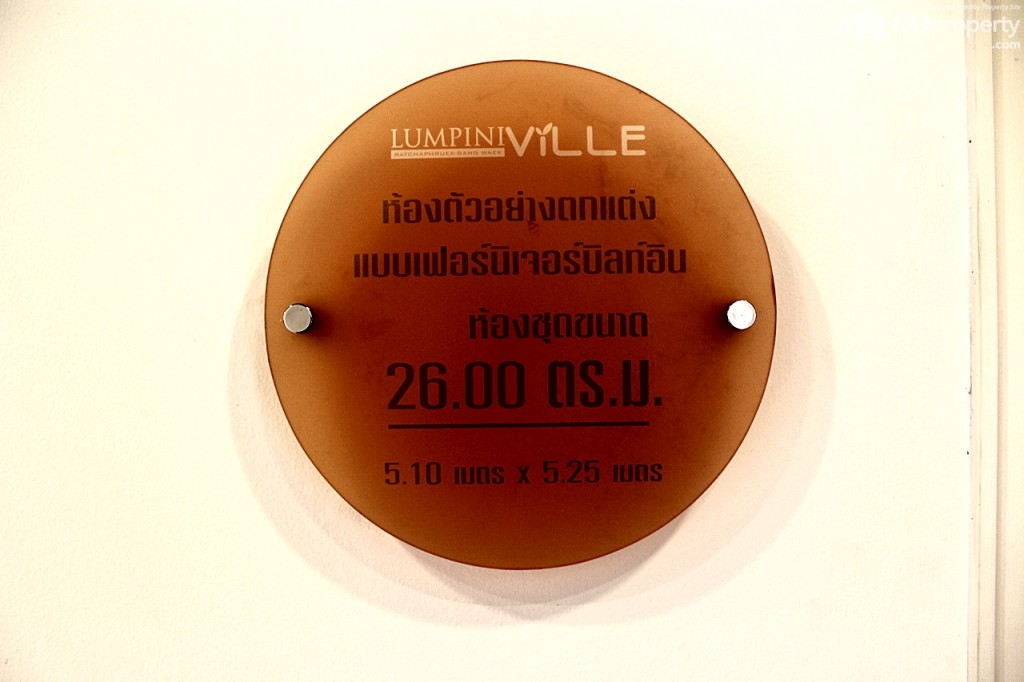 LUMPINI ViLLE
RATCHAPHRUEK-BANG WAEK
ห้องตัวอย่างตกแต่ง
แบบเฟอร์นิเจอร์บิลท์อิน
ห้องชุดขนาด
26.00 ตร.ม.
5.10 เมตร x 5.25 เมตร
property
.com